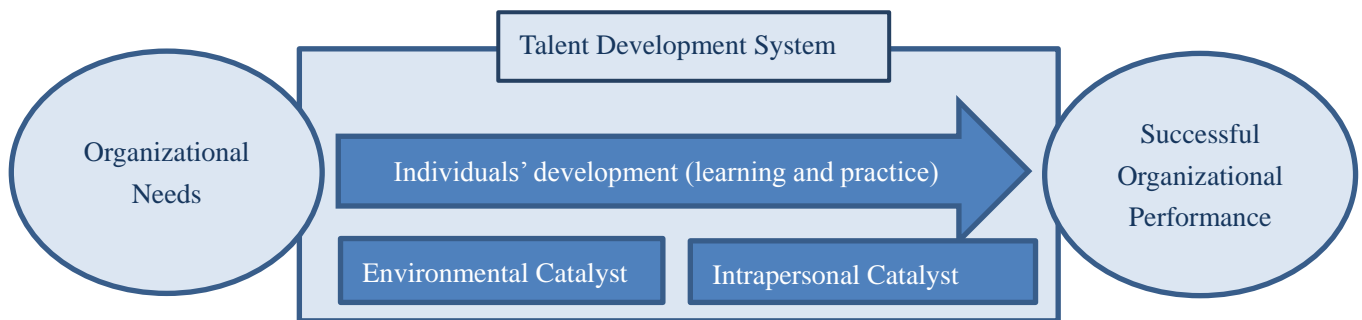 Talent Development System
Organizational
Needs
Individuals’ development (learning and practice)
Successful
Organizational
Performance
Environmental Catalyst
Intrapersonal Catalyst